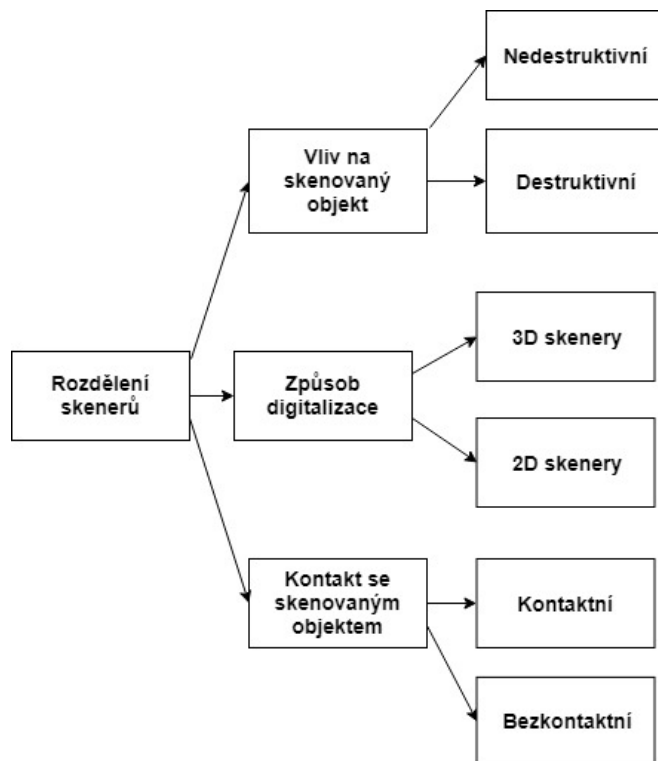 Nedestruktivní
Vliv na
skenovaný
objekt
Destruktivní
3D skenery
Rozdělení
skenerů
Způsob
digitalizace
2D skenery
Kontakt se
skenovaným
objektem
Kontaktní
Bezkontaktní